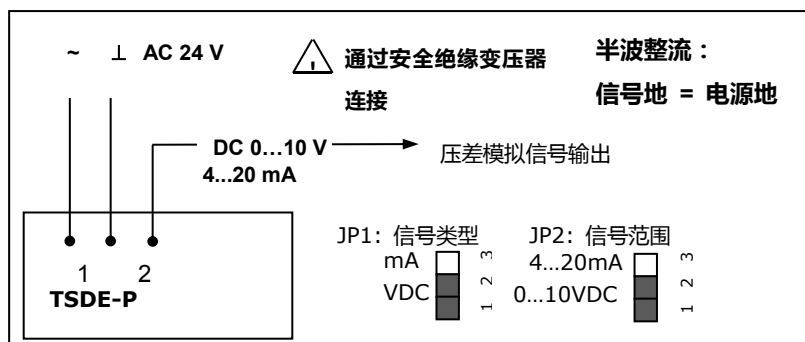 ~ ⊥ AC 24 V
通过安全绝缘变压器
连接
半波整流：
信号地 = 电源地
DC 0...10 V
4...20 mA
压差模拟信号输出
1 2
TSDE-P
JP1: 信号类型
mA
VDC
3
2
1
JP2: 信号范围
4...20mA
0...10VDC
3
2
1